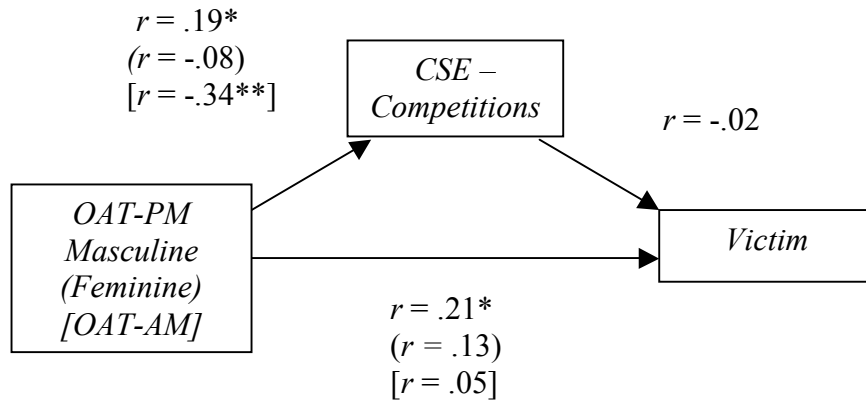 r = .19*
(r = -.08)
[r = -.34**]
CSE –
Competitions
r = -.02
OAT-PM
Masculine
(Feminine)
[OAT-AM]
Victim
r = .21*
(r = .13)
[r = .05]